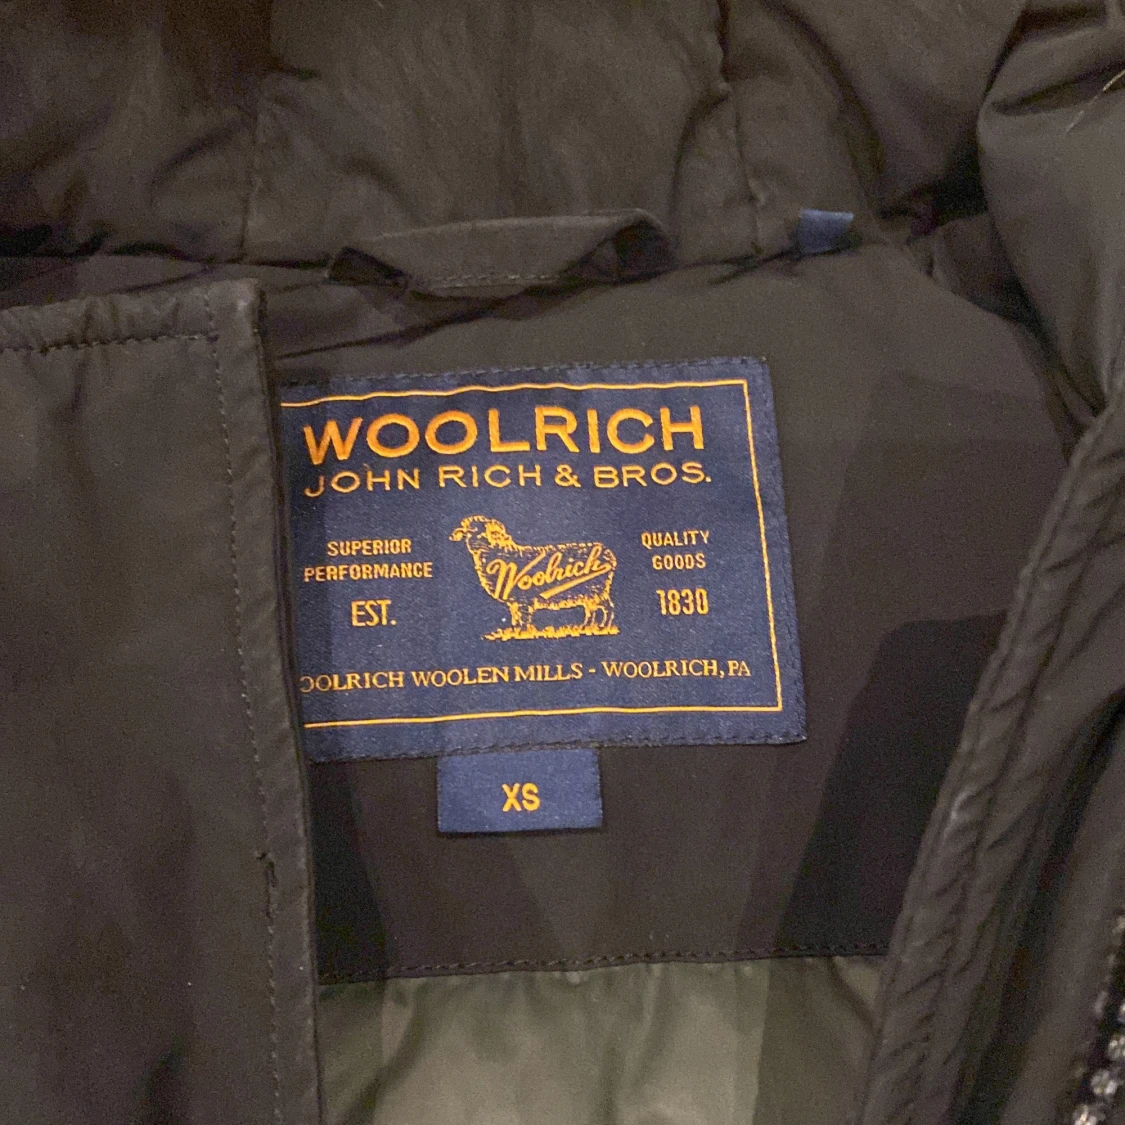 WOOLRICH
JOHN RICH & BROS.
SUPERIOR
PERFORMANCE
EST.
Woolrich
QUALITY
GOODS
1830
OOLRICH WOOLEN MILLS - WOOLRICH, PA
XS